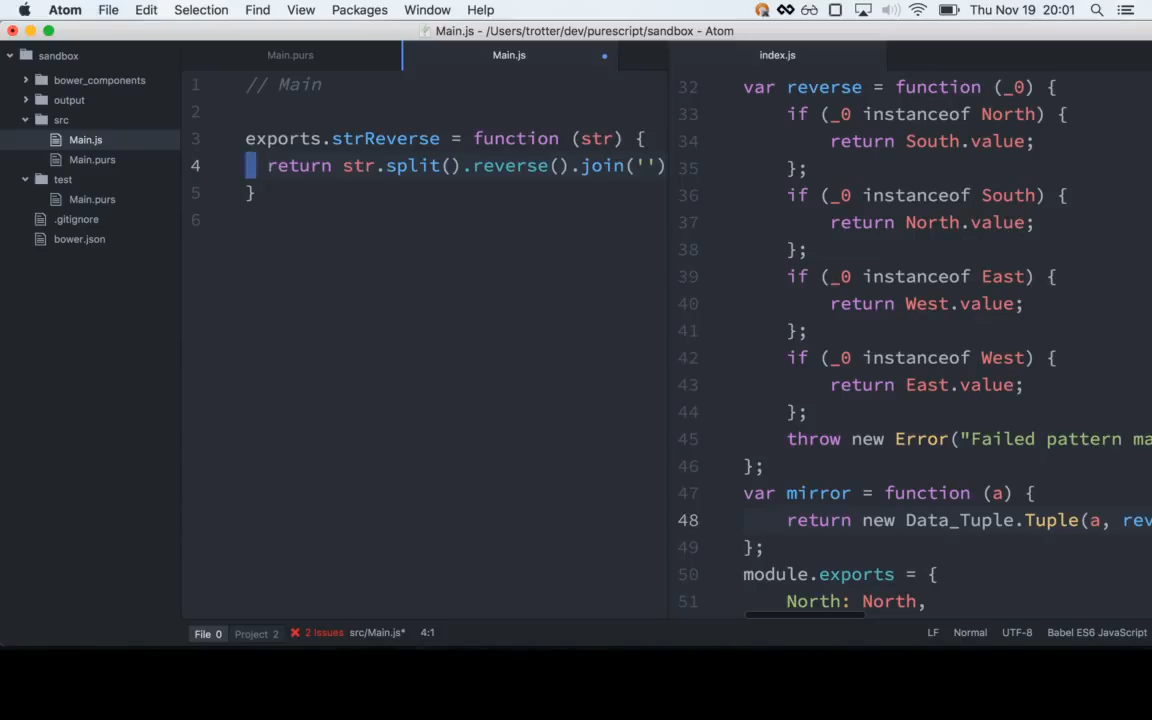 Atom File Edit View Selection Find Packages Window Help Thu Nov 19 20:01
Main.js - /Users/trotter/dev/purescript/sandbox - Atom
sandbox
bower_components
output
src
Main.js
Main.purs
test
Main.purs
.gitignore
bower.json
Main.purs Main.js index.js
1 // Main
2
3 exports.strReverse = function (str) {
4 return str.split().reverse().join('')
5 }
6
32 var reverse = function (_0) {
33 if (_0 instanceof North) {
34 return South.value;
35 };
36 if (_0 instanceof South) {
37 return North.value;
38 };
39 if (_0 instanceof East) {
40 return West.value;
41 };
42 if (_0 instanceof West) {
43 return East.value;
44 };
45 throw new Error("Failed pattern ma
46 };
47 var mirror = function (a) {
48 return new Data_Tuple.Tuple(a, rev
49 };
50 module.exports = {
51 North: North,
File 0 Project 2 2 Issues src/Main.js* 4:1 LF Normal UTF-8 Babel ES6 JavaScript